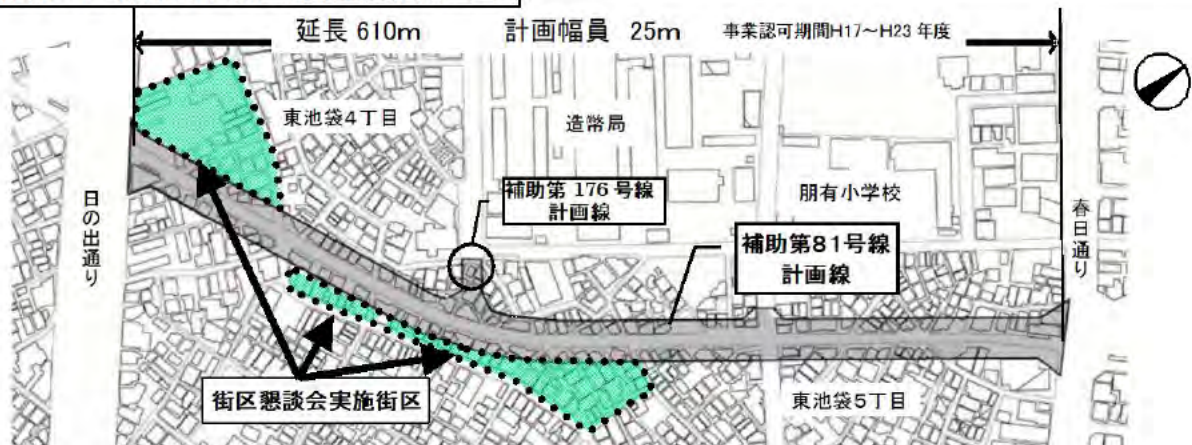 延長 610m 計画幅員 25m 事業認可期間H17～H23 年度
東池袋4丁目
造幣局
補助第 176 号線
計画線
朋有小学校
日の出通り
春日通り
補助第81号線
計画線
街区懇談会実施街区
東池袋5丁目